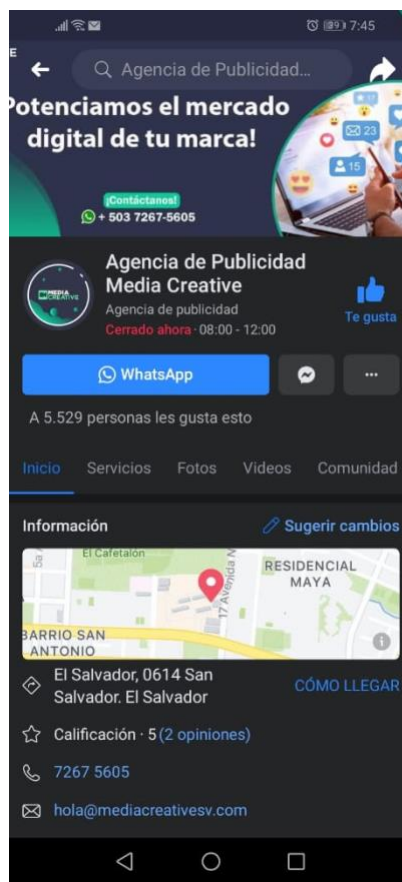 7:45
E
Agencia de Publicidad...
Potenciamos el mercado
digital de tu marca!
17
23
15
¡Contáctanos!
+ 503 7267-5605
MEDIA
CREATIVE
Agencia de Publicidad
Media Creative
Agencia de publicidad
Cerrado ahora · 08:00 - 12:00
Te gusta
WhatsApp
A 5.529 personas les gusta esto
Inicio Servicios Fotos Videos Comunidad
Información
Sugerir cambios
5a
El Cafetalón
17 Avenida N
RESIDENCIAL
MAYA
BARRIO SAN
ANTONIO
El Salvador, 0614 San
Salvador. El Salvador
CÓMO LLEGAR
Calificación · 5 (2 opiniones)
7267 5605
hola@mediacreativesv.com